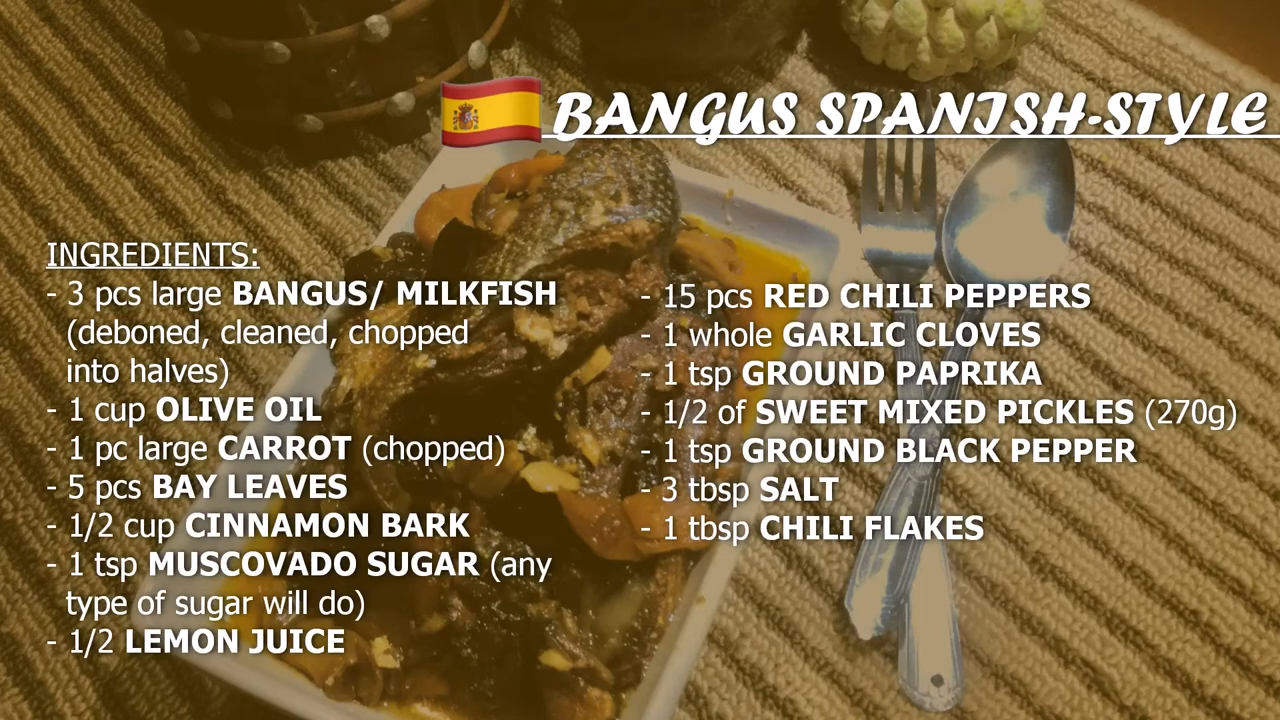 BANGUS SPANISH-STYLE
INGREDIENTS:
- 3 pcs large BANGUS/ MILKFISH
(deboned, cleaned, chopped
into halves)
- 1 cup OLIVE OIL
- 1 pc large CARROT (chopped)
- 5 pcs BAY LEAVES
- 1/2 cup CINNAMON BARK
- 1 tsp MUSCOVADO SUGAR (any
type of sugar will do)
- 1/2 LEMON JUICE
- 15 pcs RED CHILI PEPPERS
- 1 whole GARLIC CLOVES
- 1 tsp GROUND PAPRIKA
- 1/2 of SWEET MIXED PICKLES (270g)
- 1 tsp GROUND BLACK PEPPER
- 3 tbsp SALT
- 1 tbsp CHILI FLAKES